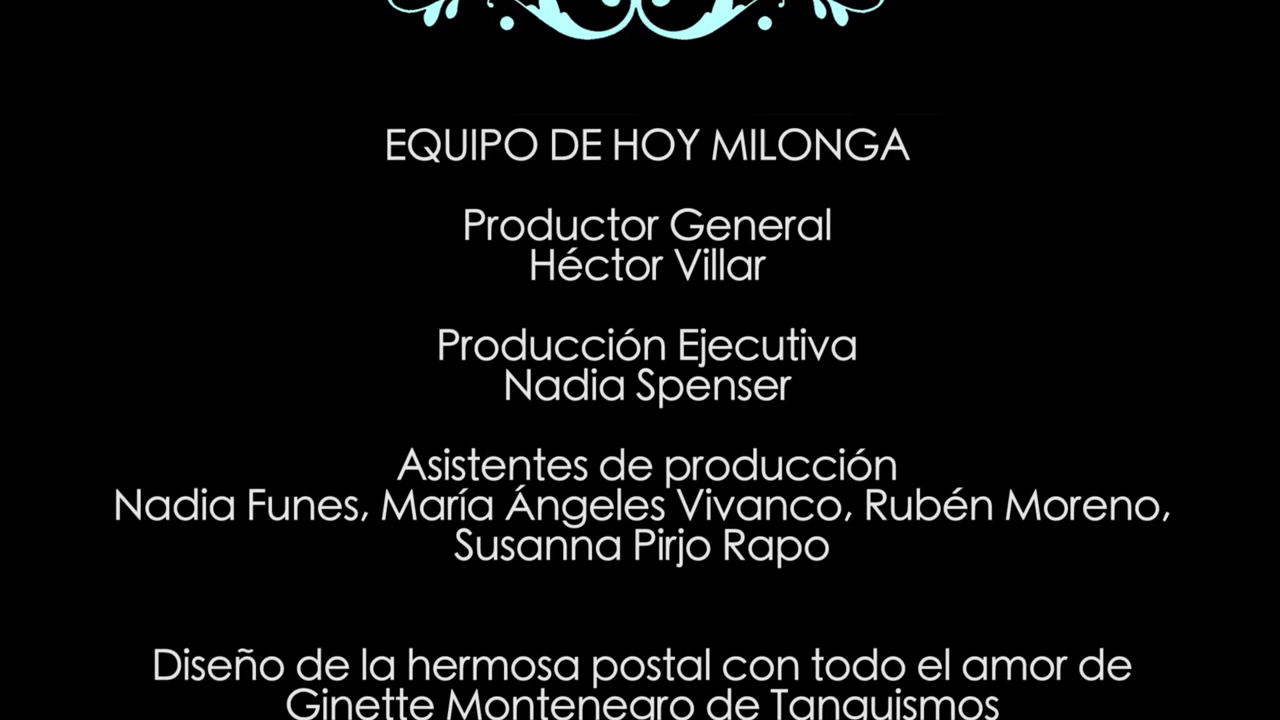 EQUIPO DE HOY MILONGA
Productor General
Héctor Villar
Producción Ejecutiva
Nadia Spenser
Asistentes de producción
Nadia Funes, María Ángeles Vivanco, Rubén Moreno,
Susanna Pirjo Rapo
Diseño de la hermosa postal con todo el amor de
Ginette Montenegro de Tanguismos